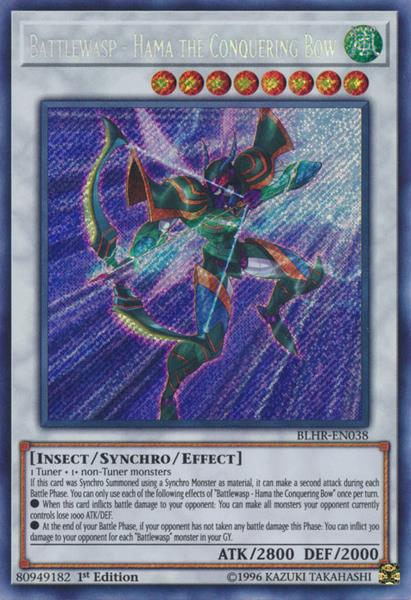 BATTLEWASP - HAMA THE CONQUERING BOW
風
BLHR-EN038
[INSECT/SYNCHRO/EFFECT]
1 Tuner + 1+ non-Tuner monsters
If this card was Synchro Summoned using a Synchro Monster as material, it can make a second attack during each
Battle Phase. You can only use each of the following effects of "Battlewasp - Hama the Conquering Bow" once per turn.
● When this card inflicts battle damage to your opponent: You can make all monsters your opponent currently
controls lose 1000 ATK/DEF.
● At the end of your Battle Phase, if your opponent has not taken any battle damage this Phase: You can inflict 300
damage to your opponent for each "Battlewasp" monster in your GY.
ATK/2800 DEF/2000
80949182 1st Edition ©1996 KAZUKI TAKAHASHI